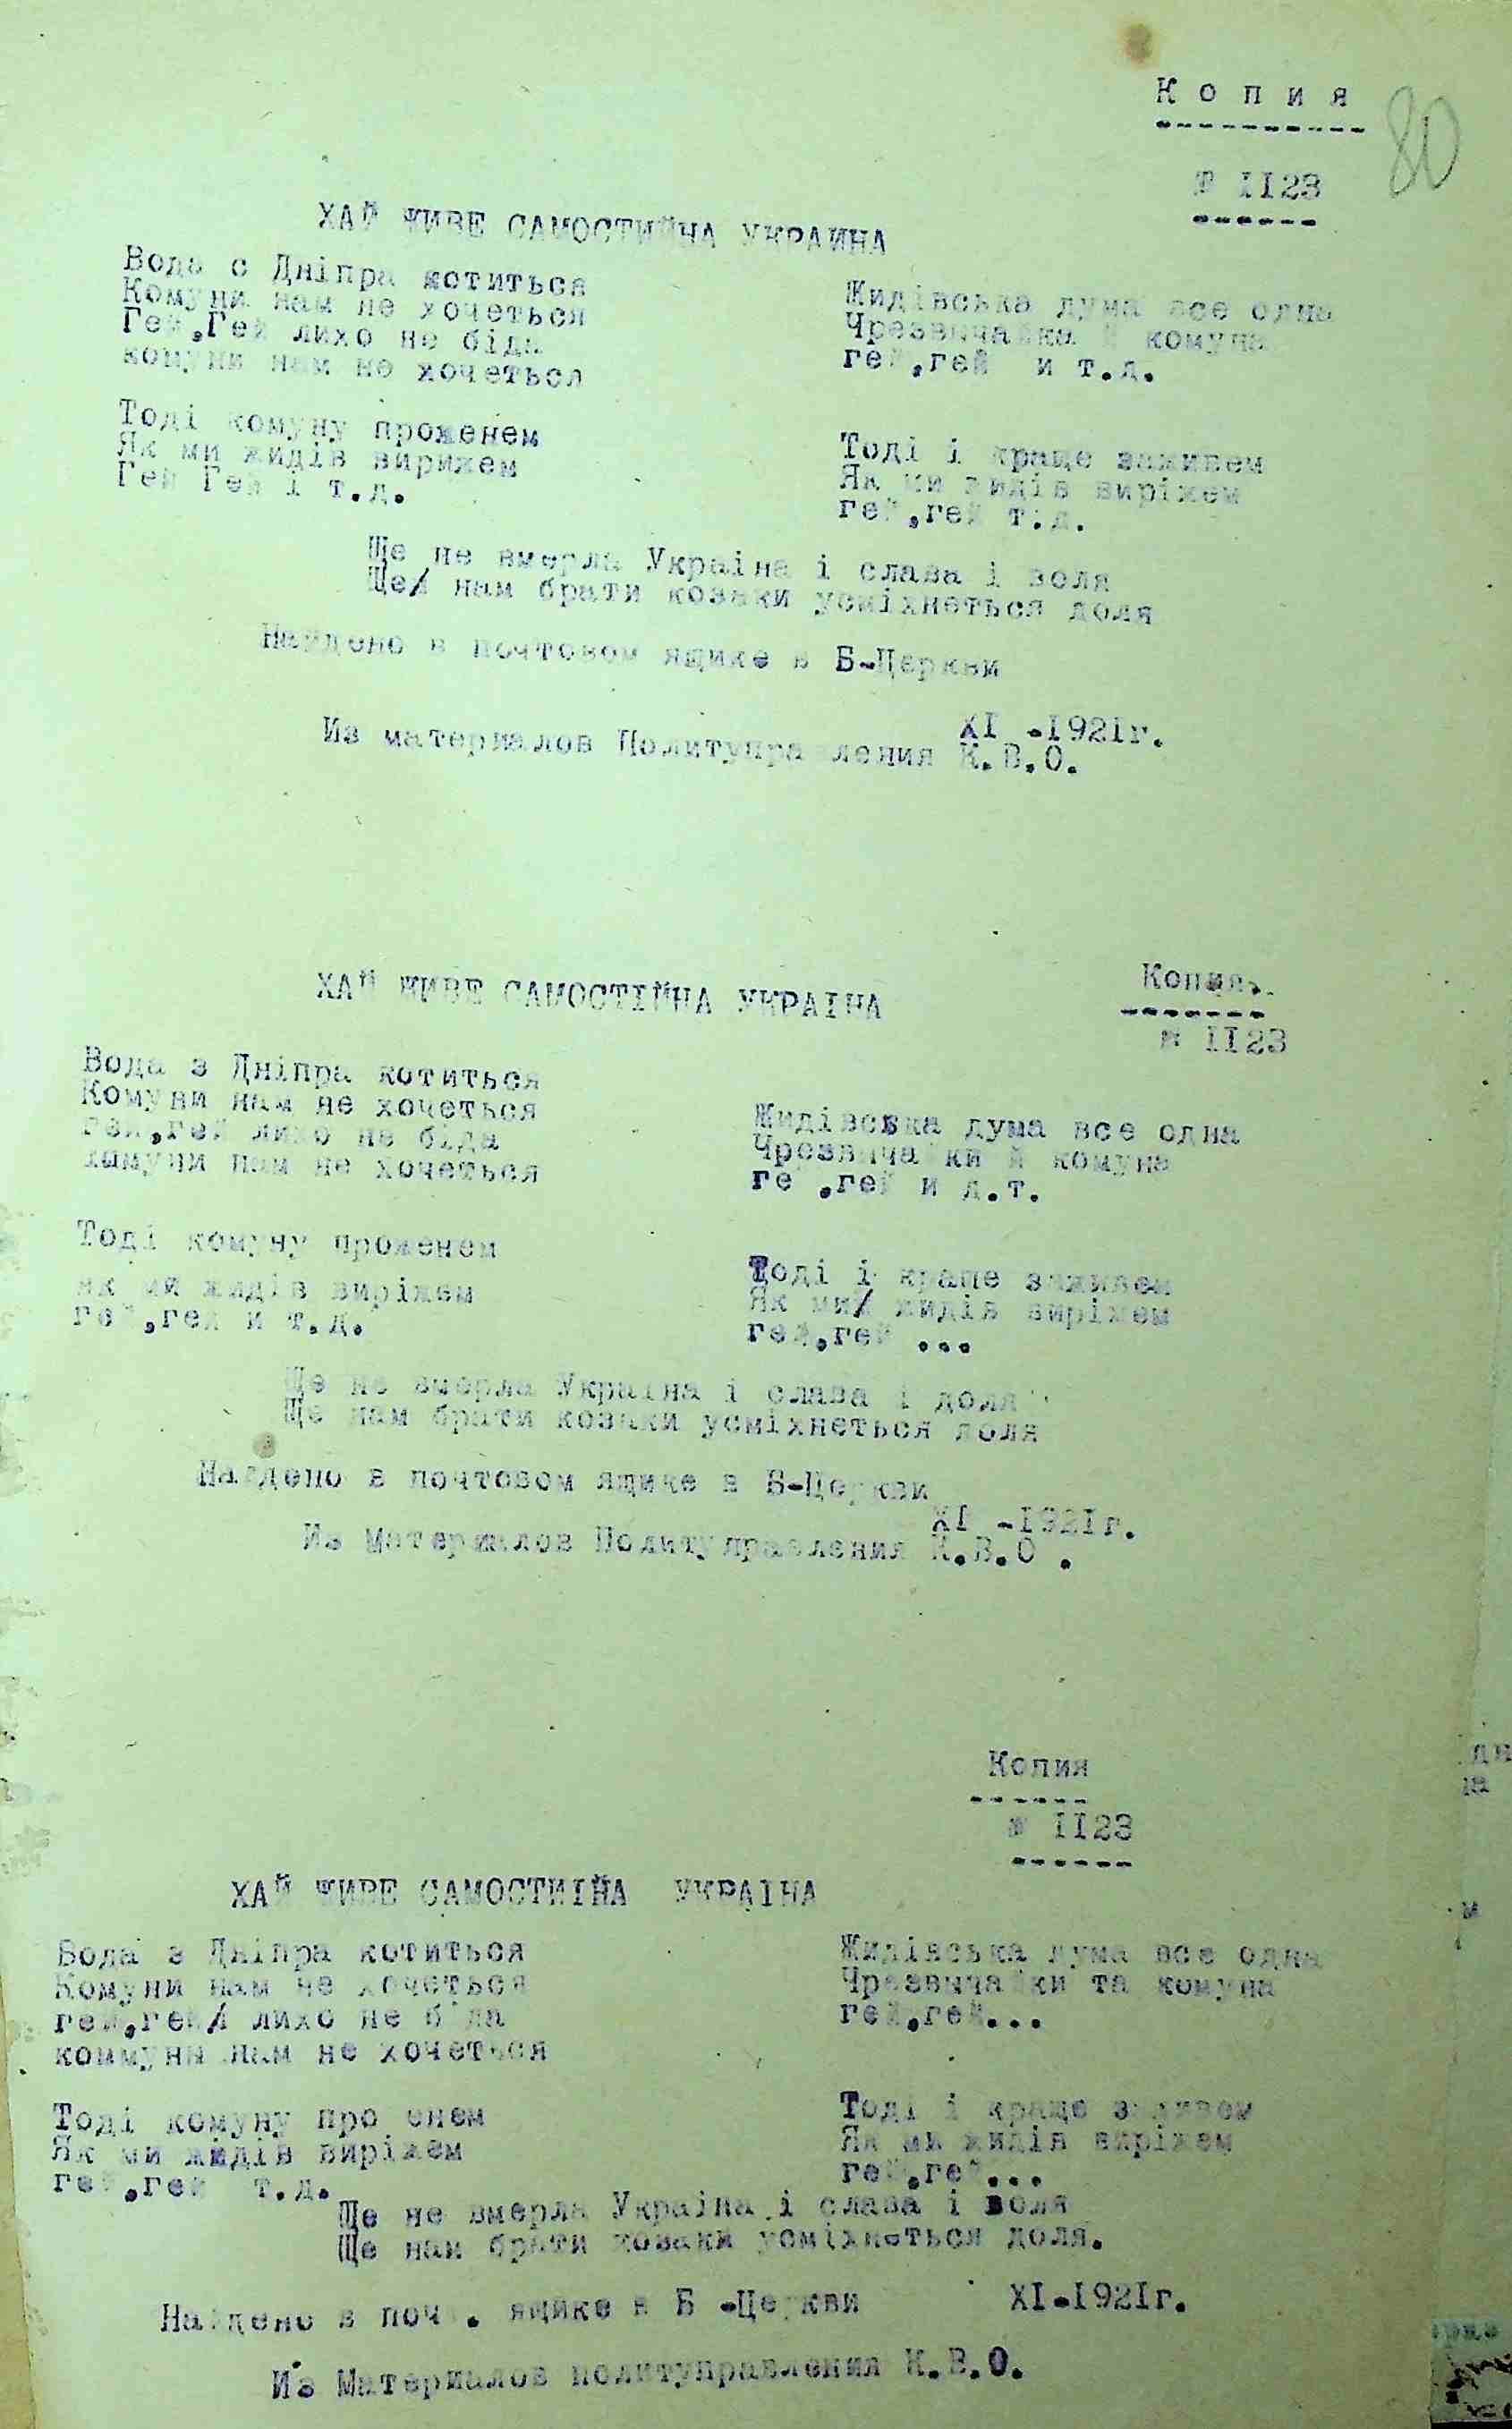 К о п и я
80
№ II23
ХАЙ ЖИВЕ САМОСТИЙНА УКРАИНА
Вода с Дніпра котиться
Комуни нам не хочеться
Гей,Гей лихо не біда
комуни нам не хочеться
Тоді комуну проженем
Як ми жидів вирижем
Гей Гей і т.д.
Жидівська дума все одна
Чрезвичайка й комуна
гей,гей и т.д.
Тоді і краще заживем
Як ми жидів виріжем
гей,гей т.д.
Ще не вмерла Україна і слава і воля
Ще/ нам брати козаки усміхнеться доля
Найдено в почтовом ящике в Б-Церкви
XI -1921г.
Из материалов Политуправления К.В.О.
Копия.
ХАЙ ЖИВЕ САМОСТІЙНА УКРАІНА
№ II23
Вода з Дніпра котиться
Комуни нам не хочеться
гей,гей лихо не біда
комуни нам не хочеться
Тоді комуну проженем
як ми жидів виріжем
гей,гей и т.д.
Жидівська дума все одна
Чрезвичайки й комуна
гей,гей и д.т.
Тоді і краще заживем
Як ми/ жидів виріжем
гей,гей ...
Ще не вмерла Україна і слава і доля
Ще нам брати козаки усміхнеться доля
Найдено в почтовом ящике в Б-Церкви
XI -1921г.
Из Материалов Политуправления К.В.О .
Копия
№ II23
ХАЙ ЖИВЕ САМОСТИІЙНА УКРАІНА
Вода з Дніпра котиться
Комуни нам не хочеться
гей,гей/ лихо не біда
коммуни нам не хочеться
Тоді комуну проженем
Як ми жидів виріжем
гей,гей т.д.
Жидівська дума все одна
Чрезвичайки та комуна
гей,гей...
Тоді і краще заживем
Як ми жидів виріжем
гей,гей...
Ще не вмерла Україна і слава і воля
Ще нам брати козаки усміхнеться доля.
Найдено в почт. ящике в Б -Церкви XI-1921г.
Из Материалов политуправления К.В.О.